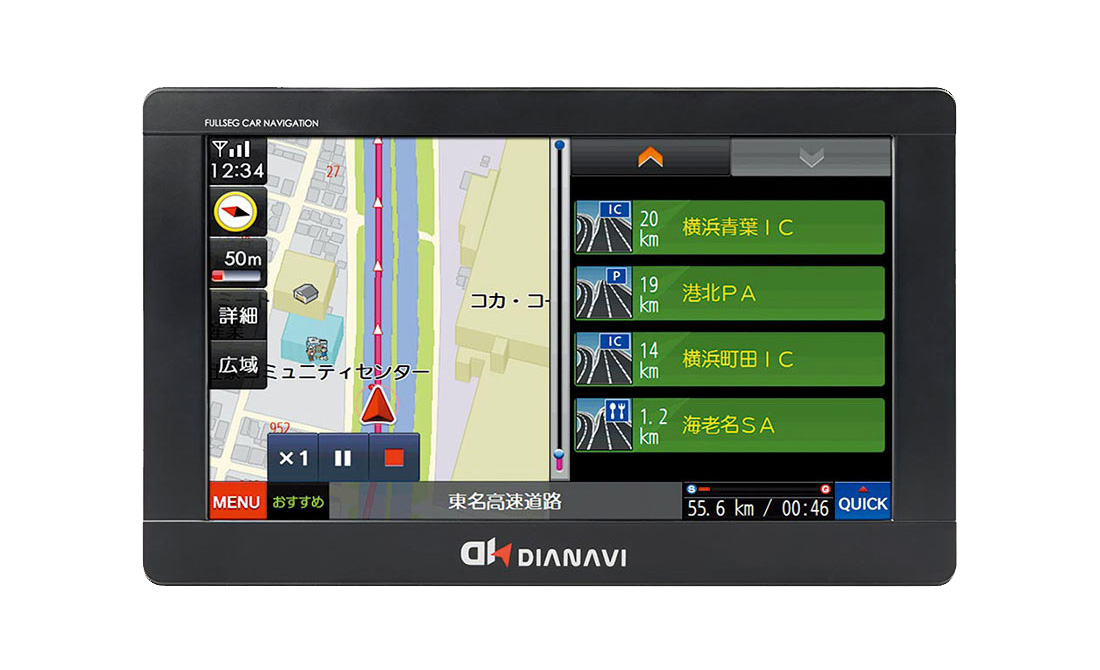 FULLSEG CAR NAVIGATION
12:34
50m
詳細
広域
27
コカ・コー
コミュニティセンター
952
×1
MENU
おすすめ
東名高速道路
IC
20
km
横浜青葉IC
P
19
km
港北PA
IC
14
km
横浜町田IC
1.2
km
海老名SA
S
G
55.6 km / 00:46
QUICK
DIANAVI